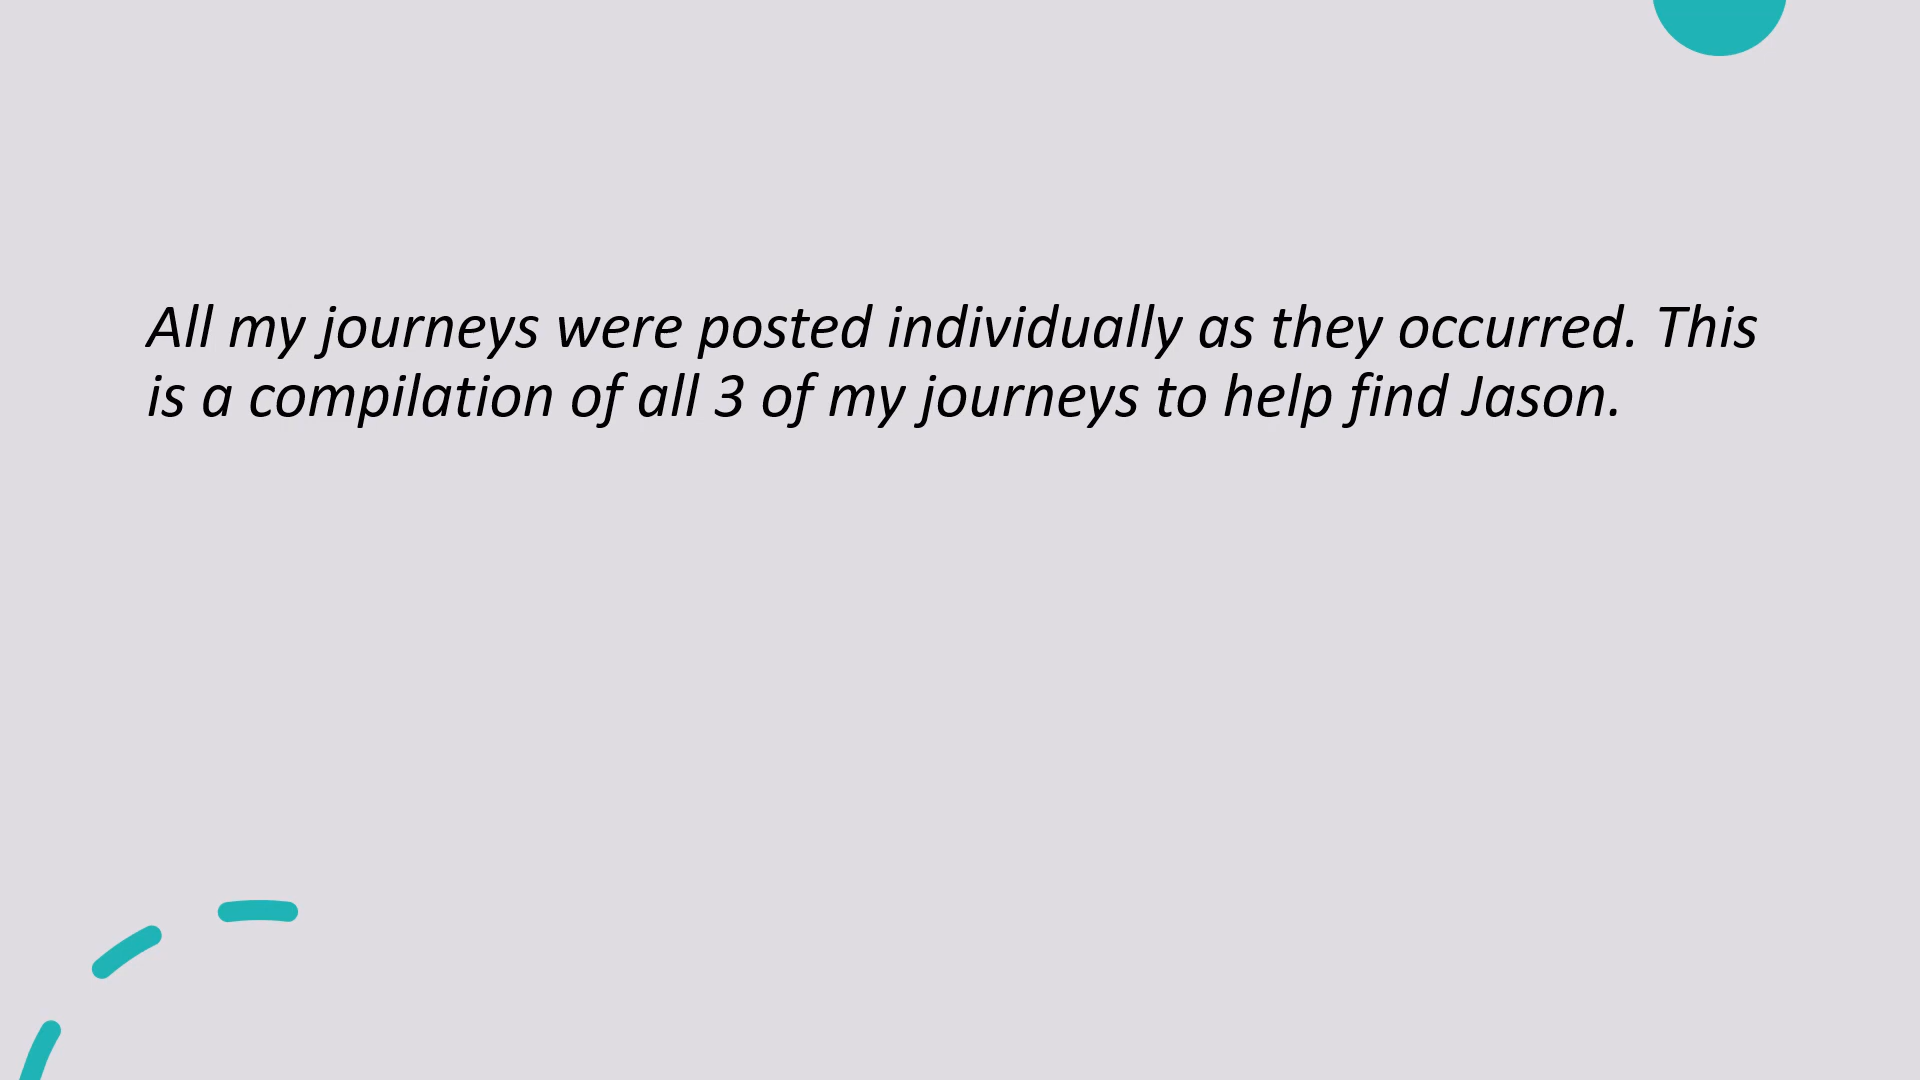 All my journeys were posted individually as they occurred. This
is a compilation of all 3 of my journeys to help find Jason.